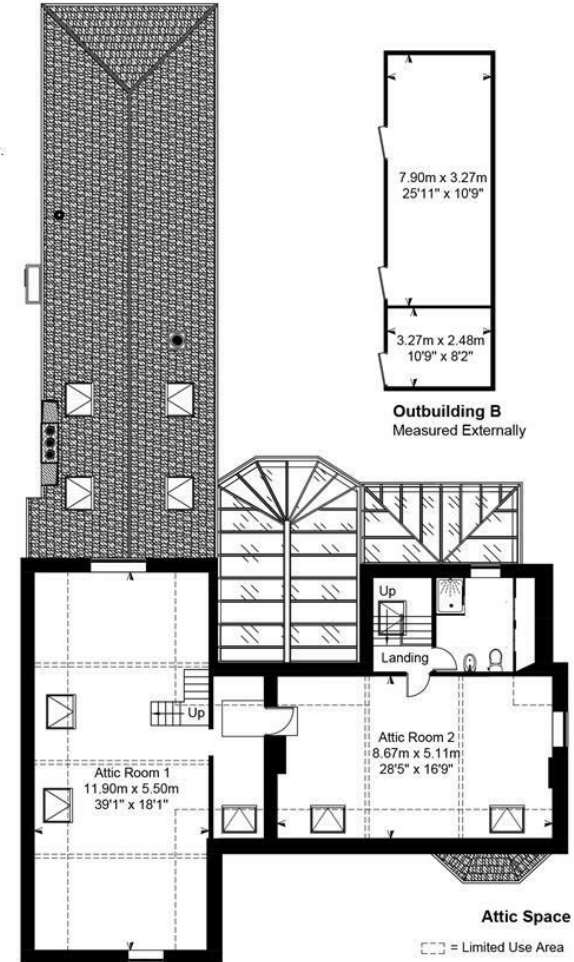 7.90m x 3.27m
25'11" x 10'9"
3.27m x 2.48m
10'9" x 8'2"
Outbuilding B
Measured Externally
Up
Landing
Up
Attic Room 2
8.67m x 5.11m
28'5" x 16'9"
Attic Room 1
11.90m x 5.50m
39'1" x 18'1"
Attic Space
= Limited Use Area